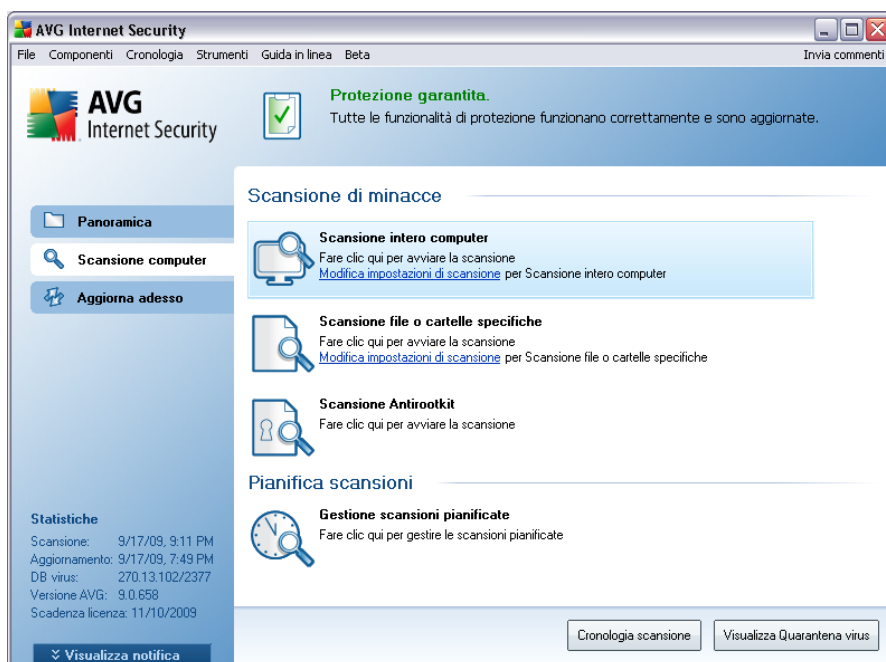 AVG Internet Security
File Componenti Cronologia Strumenti Guida in linea Beta Invia commenti
AVG
Internet Security
Protezione garantita.
Tutte le funzionalità di protezione funzionano correttamente e sono aggiornate.
Panoramica
Scansione computer
Aggiorna adesso
Scansione di minacce
Scansione intero computer
Fare clic qui per avviare la scansione
Modifica impostazioni di scansione per Scansione intero computer
Scansione file o cartelle specifiche
Fare clic qui per avviare la scansione
Modifica impostazioni di scansione per Scansione file o cartelle specifiche
Scansione Antirootkit
Fare clic qui per avviare la scansione
Pianifica scansioni
Gestione scansioni pianificate
Fare clic qui per gestire le scansioni pianificate
Statistiche
Scansione: 9/17/09, 9:11 PM
Aggiornamento: 9/17/09, 7:49 PM
DB virus: 270.13.102/2377
Versione AVG: 9.0.658
Scadenza licenza: 11/10/2009
Visualizza notifica
Cronologia scansione
Visualizza Quarantena virus